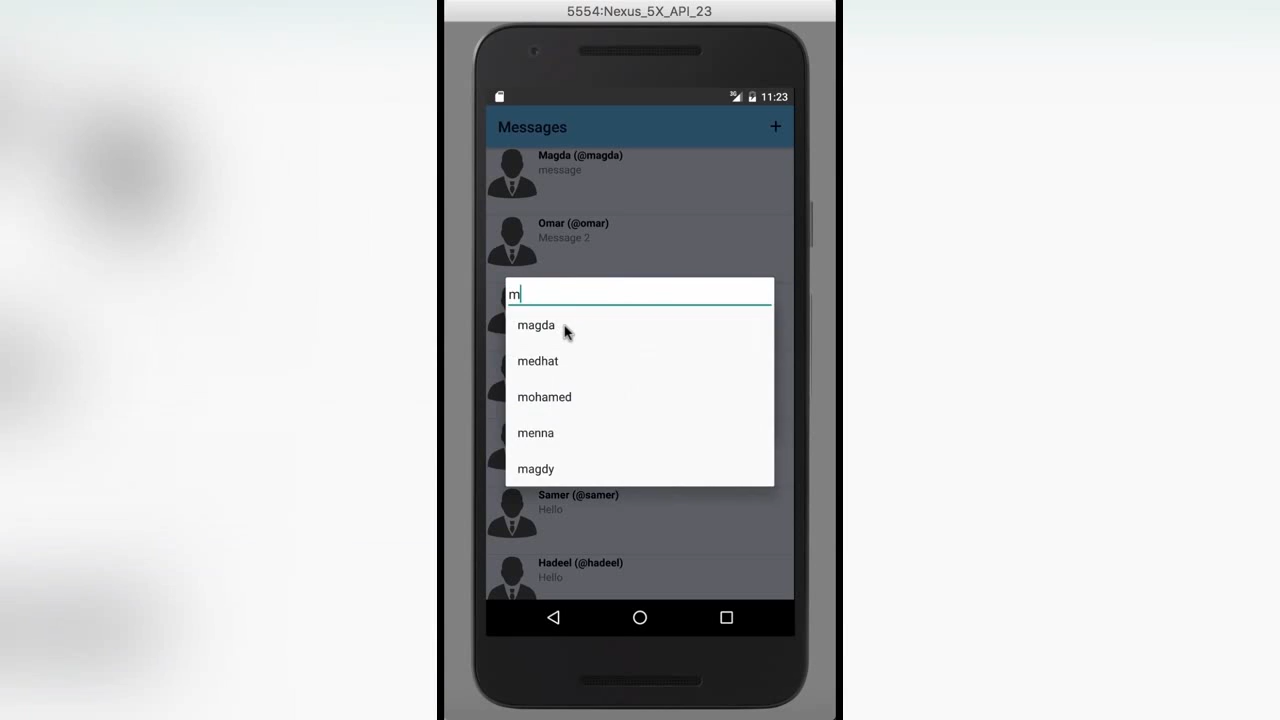 5554:Nexus_5X_API_23
3G 11:23
Messages +
Magda (@magda)
message
Omar (@omar)
Message 2
m
magda
medhat
mohamed
menna
magdy
Samer (@samer)
Hello
Hadeel (@hadeel)
Hello